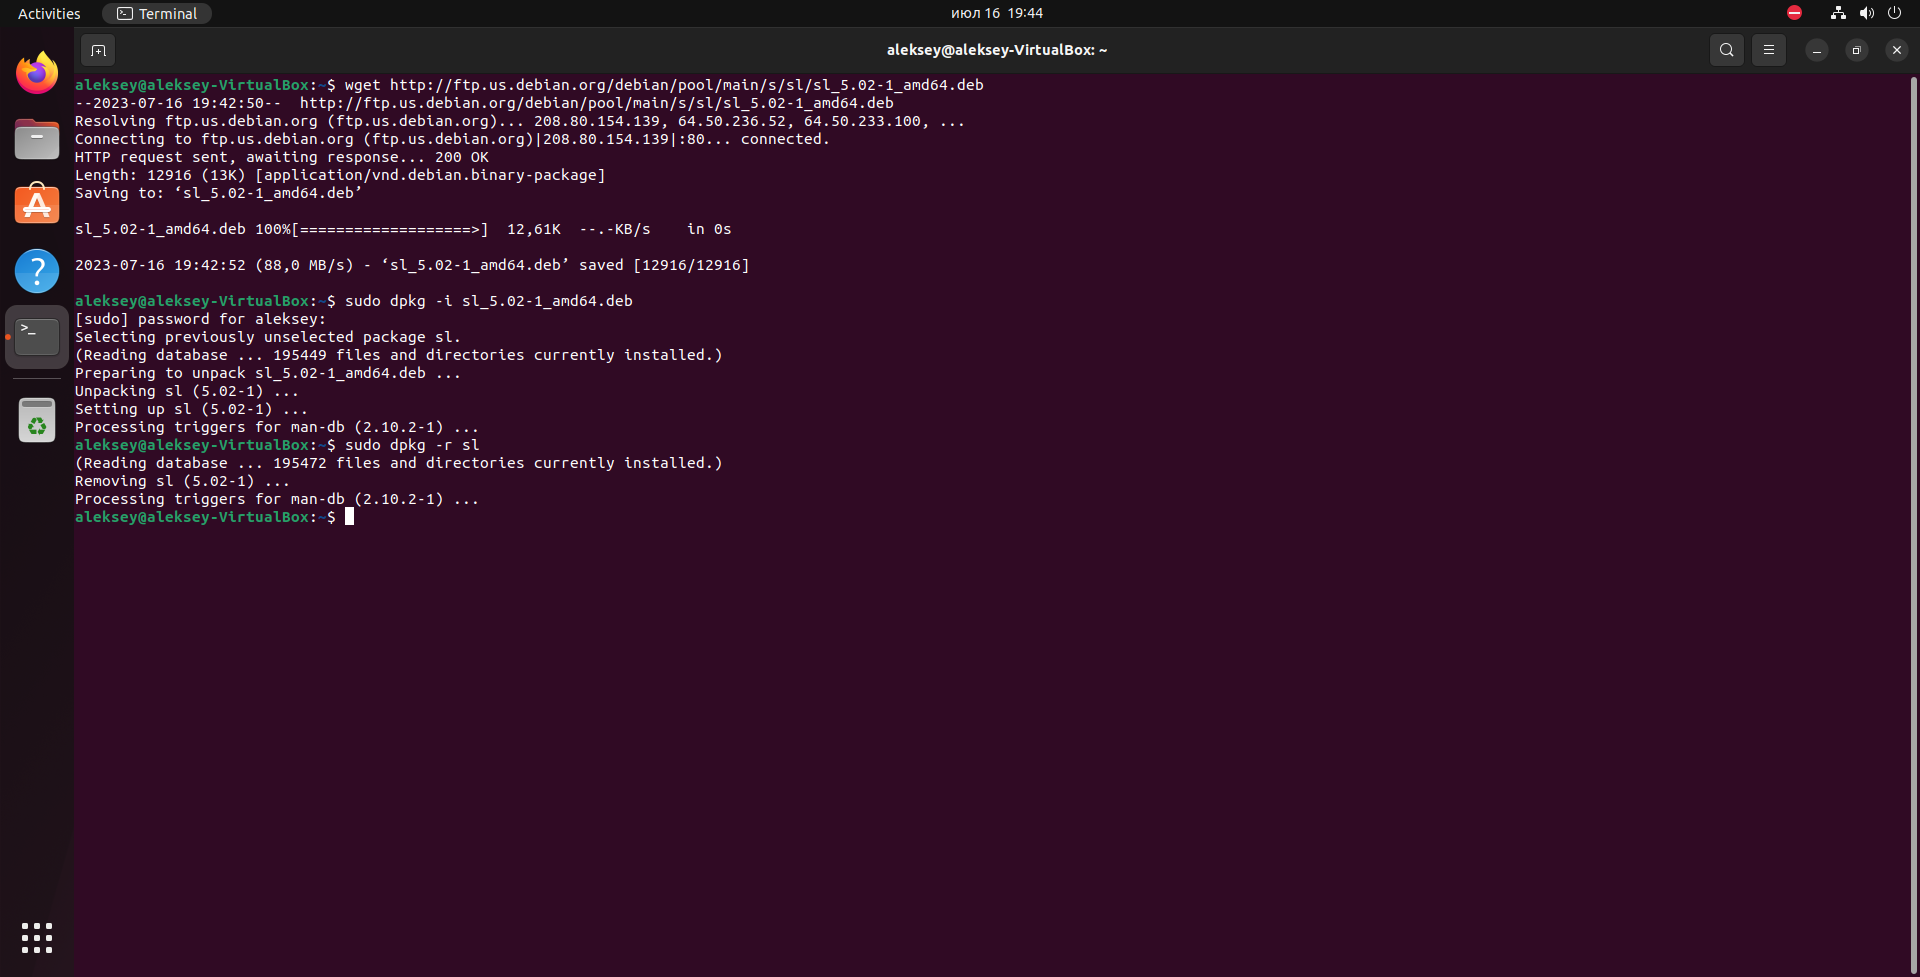 Activities Terminal июл 16 19:44
aleksey@aleksey-VirtualBox: ~
aleksey@aleksey-VirtualBox:~$ wget http://ftp.us.debian.org/debian/pool/main/s/sl/sl_5.02-1_amd64.deb
--2023-07-16 19:42:50--  http://ftp.us.debian.org/debian/pool/main/s/sl/sl_5.02-1_amd64.deb
Resolving ftp.us.debian.org (ftp.us.debian.org)... 208.80.154.139, 64.50.236.52, 64.50.233.100, ...
Connecting to ftp.us.debian.org (ftp.us.debian.org)|208.80.154.139|:80... connected.
HTTP request sent, awaiting response... 200 OK
Length: 12916 (13K) [application/vnd.debian.binary-package]
Saving to: ‘sl_5.02-1_amd64.deb’
sl_5.02-1_amd64.deb 100%[===================>]  12,61K  --.-KB/s    in 0s
2023-07-16 19:42:52 (88,0 MB/s) - ‘sl_5.02-1_amd64.deb’ saved [12916/12916]
aleksey@aleksey-VirtualBox:~$ sudo dpkg -i sl_5.02-1_amd64.deb
[sudo] password for aleksey:
Selecting previously unselected package sl.
(Reading database ... 195449 files and directories currently installed.)
Preparing to unpack sl_5.02-1_amd64.deb ...
Unpacking sl (5.02-1) ...
Setting up sl (5.02-1) ...
Processing triggers for man-db (2.10.2-1) ...
aleksey@aleksey-VirtualBox:~$ sudo dpkg -r sl
(Reading database ... 195472 files and directories currently installed.)
Removing sl (5.02-1) ...
Processing triggers for man-db (2.10.2-1) ...
aleksey@aleksey-VirtualBox:~$